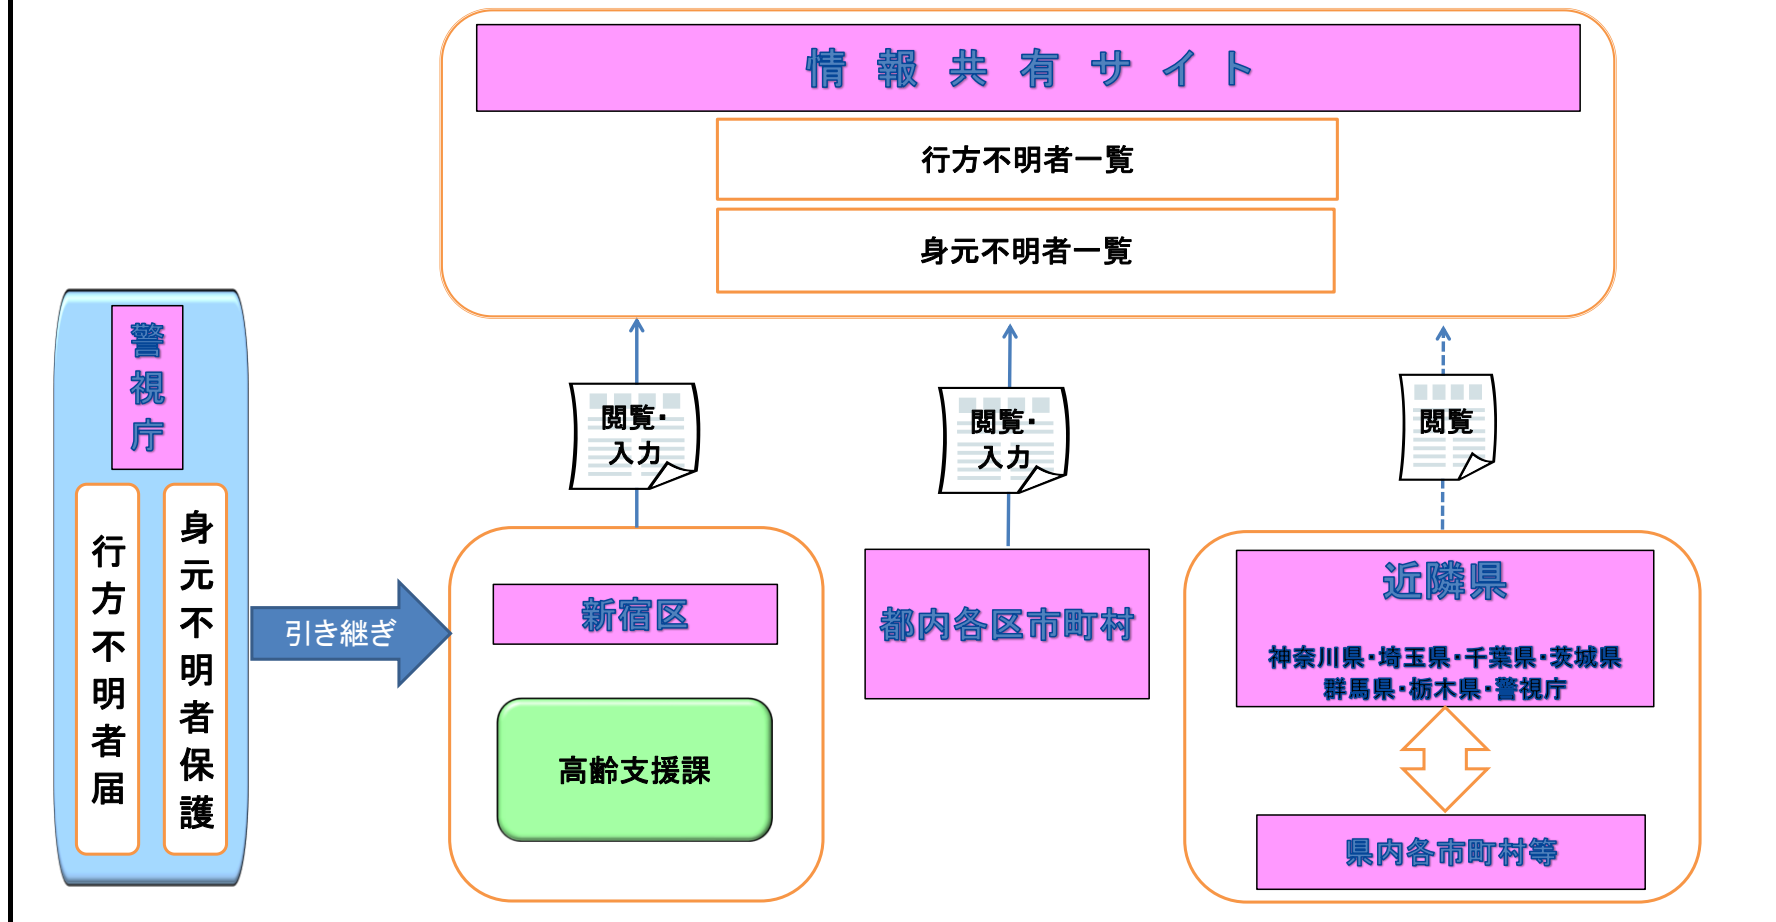 情報共有サイト
行方不明者一覧
身元不明者一覧
警視庁
行方不明者届
身元不明者保護
引き継ぎ
閲覧・
入力
新宿区
高齢支援課
閲覧・
入力
都内各区市町村
閲覧
近隣県
神奈川県・埼玉県・千葉県・茨城県
群馬県・栃木県・警視庁
県内各市町村等